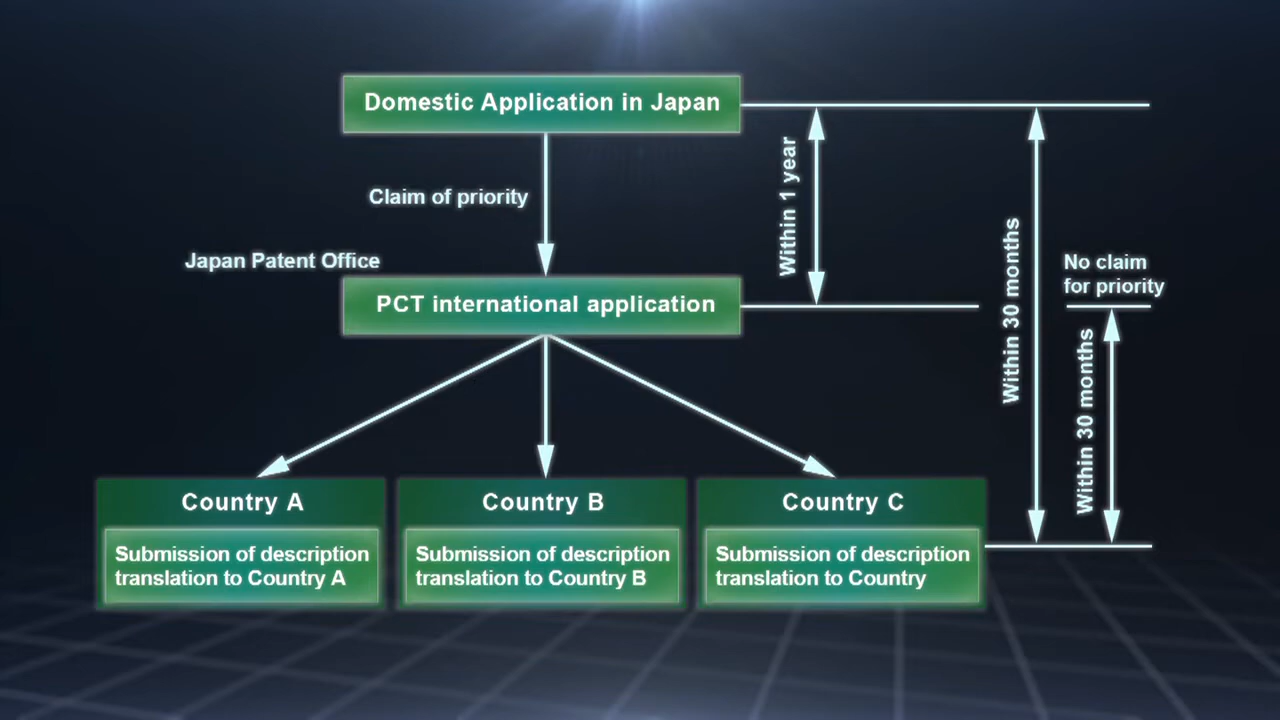 Domestic Application in Japan
Claim of priority
Within 1 year
Japan Patent Office
PCT international application
Within 30 months
No claim
for priority
Within 30 months
Country A
Submission of description
translation to Country A
Country B
Submission of description
translation to Country B
Country C
Submission of description
translation to Country